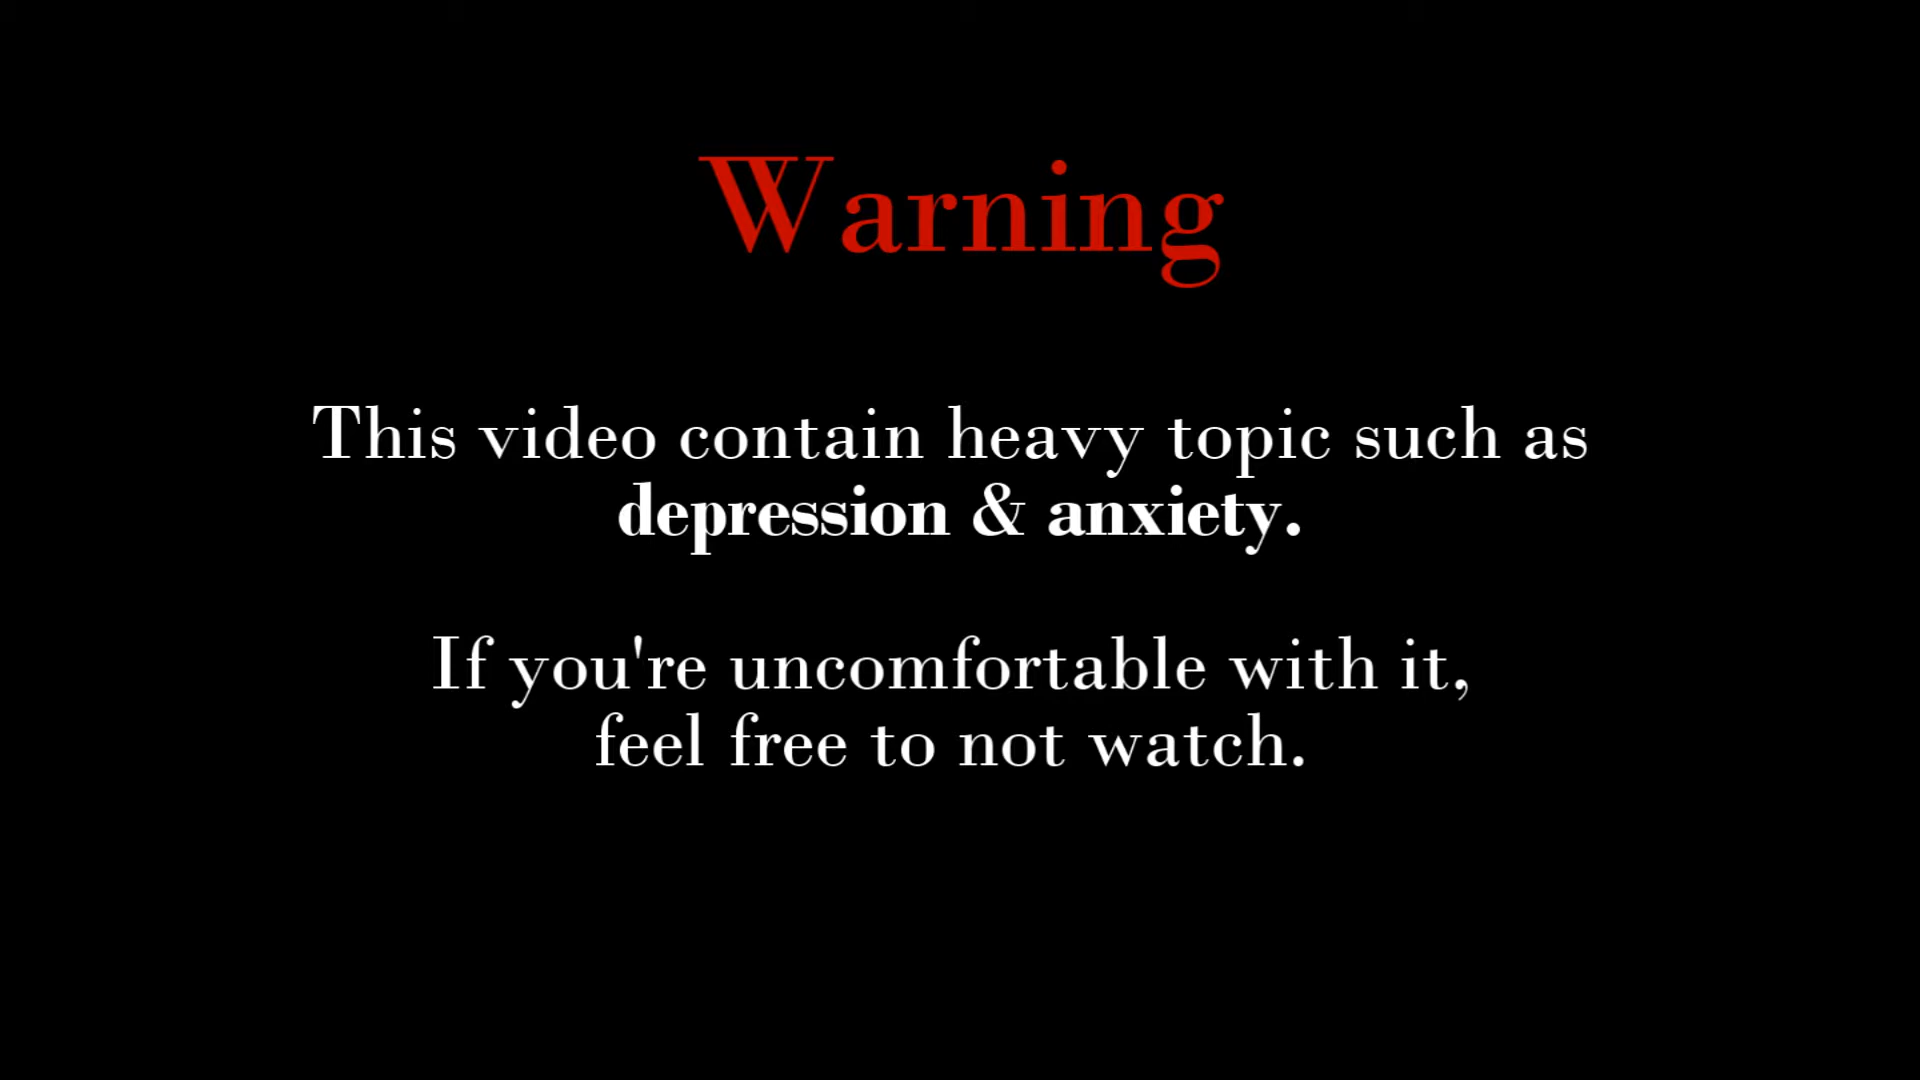 Warning
This video contain heavy topic such as
depression & anxiety.
If you're uncomfortable with it,
feel free to not watch.